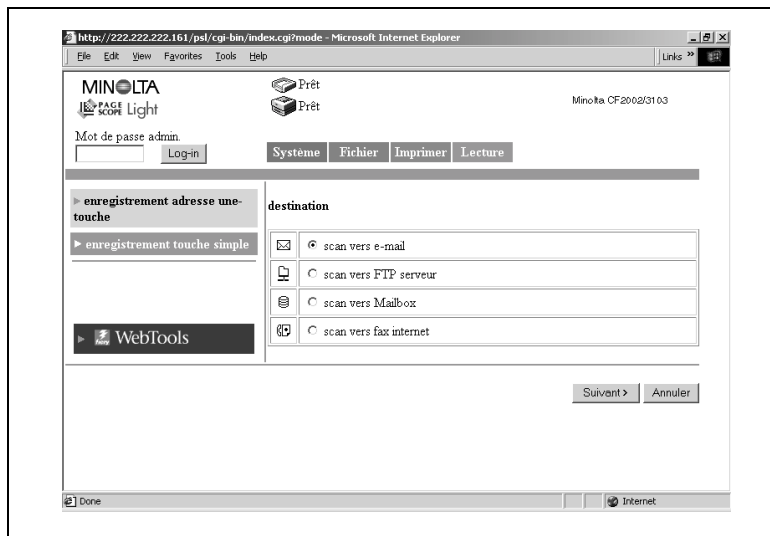 http://222.222.222.161/psl/cgi-bin/index.cgi?mode - Microsoft Internet Explorer
File Edit View Favorites Tools Help
Links »
MINOLTA
PAGE SCOPE Light
Prêt
Prêt
Minolta CF2002/3103
Mot de passe admin.
Log-in
Système Fichier Imprimer Lecture
enregistrement adresse une-
touche
enregistrement touche simple
WebTools
destination
scan vers e-mail
scan vers FTP serveur
scan vers Mailbox
scan vers fax internet
Suivant > Annuler
Done
Internet